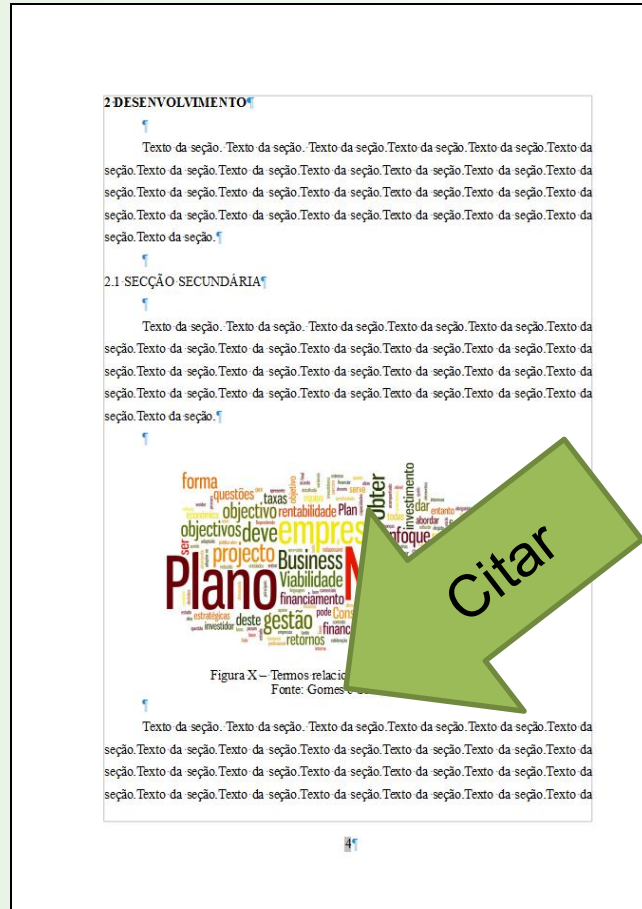 2 DESENVOLVIMENTO¶
¶
Texto da seção. Texto da seção. Texto da seção.Texto da seção.Texto da seção.Texto da
seção.Texto da seção.Texto da seção.Texto da seção.Texto da seção.Texto da seção.Texto da
seção.Texto da seção.Texto da seção.Texto da seção.Texto da seção.Texto da seção.Texto da
seção.Texto da seção.Texto da seção.Texto da seção.Texto da seção.Texto da seção.Texto da
seção.Texto da seção.¶
¶
2.1 SECÇÃO SECUNDÁRIA¶
¶
Texto da seção. Texto da seção. Texto da seção.Texto da seção.Texto da seção.Texto da
seção.Texto da seção.Texto da seção.Texto da seção.Texto da seção.Texto da seção.Texto da
seção.Texto da seção.Texto da seção.Texto da seção.Texto da seção.Texto da seção.Texto da
seção.Texto da seção.Texto da seção.Texto da seção.Texto da seção.Texto da seção.Texto da
seção.Texto da seção.¶
¶
forma
questões taxas objetivo
objectivo rentabilidade Plan
objectivos deve
ser
projecto Business
Plano
Viabilidade
financiamento
estratégicas
investidor deste gestão pode
retornos
investimento
dar
entanto
abordar
serve
todas
Citar
Figura X – Termos
Fonte: Gomes
¶
Texto da seção. Texto da seção. Texto da seção.Texto da seção.Texto da seção.Texto da
seção.Texto da seção.Texto da seção.Texto da seção.Texto da seção.Texto da seção.Texto da
seção.Texto da seção.Texto da seção.Texto da seção.Texto da seção.Texto da seção.Texto da
seção.Texto da seção.Texto da seção.Texto da seção.Texto da seção.Texto da seção.Texto da
4¶